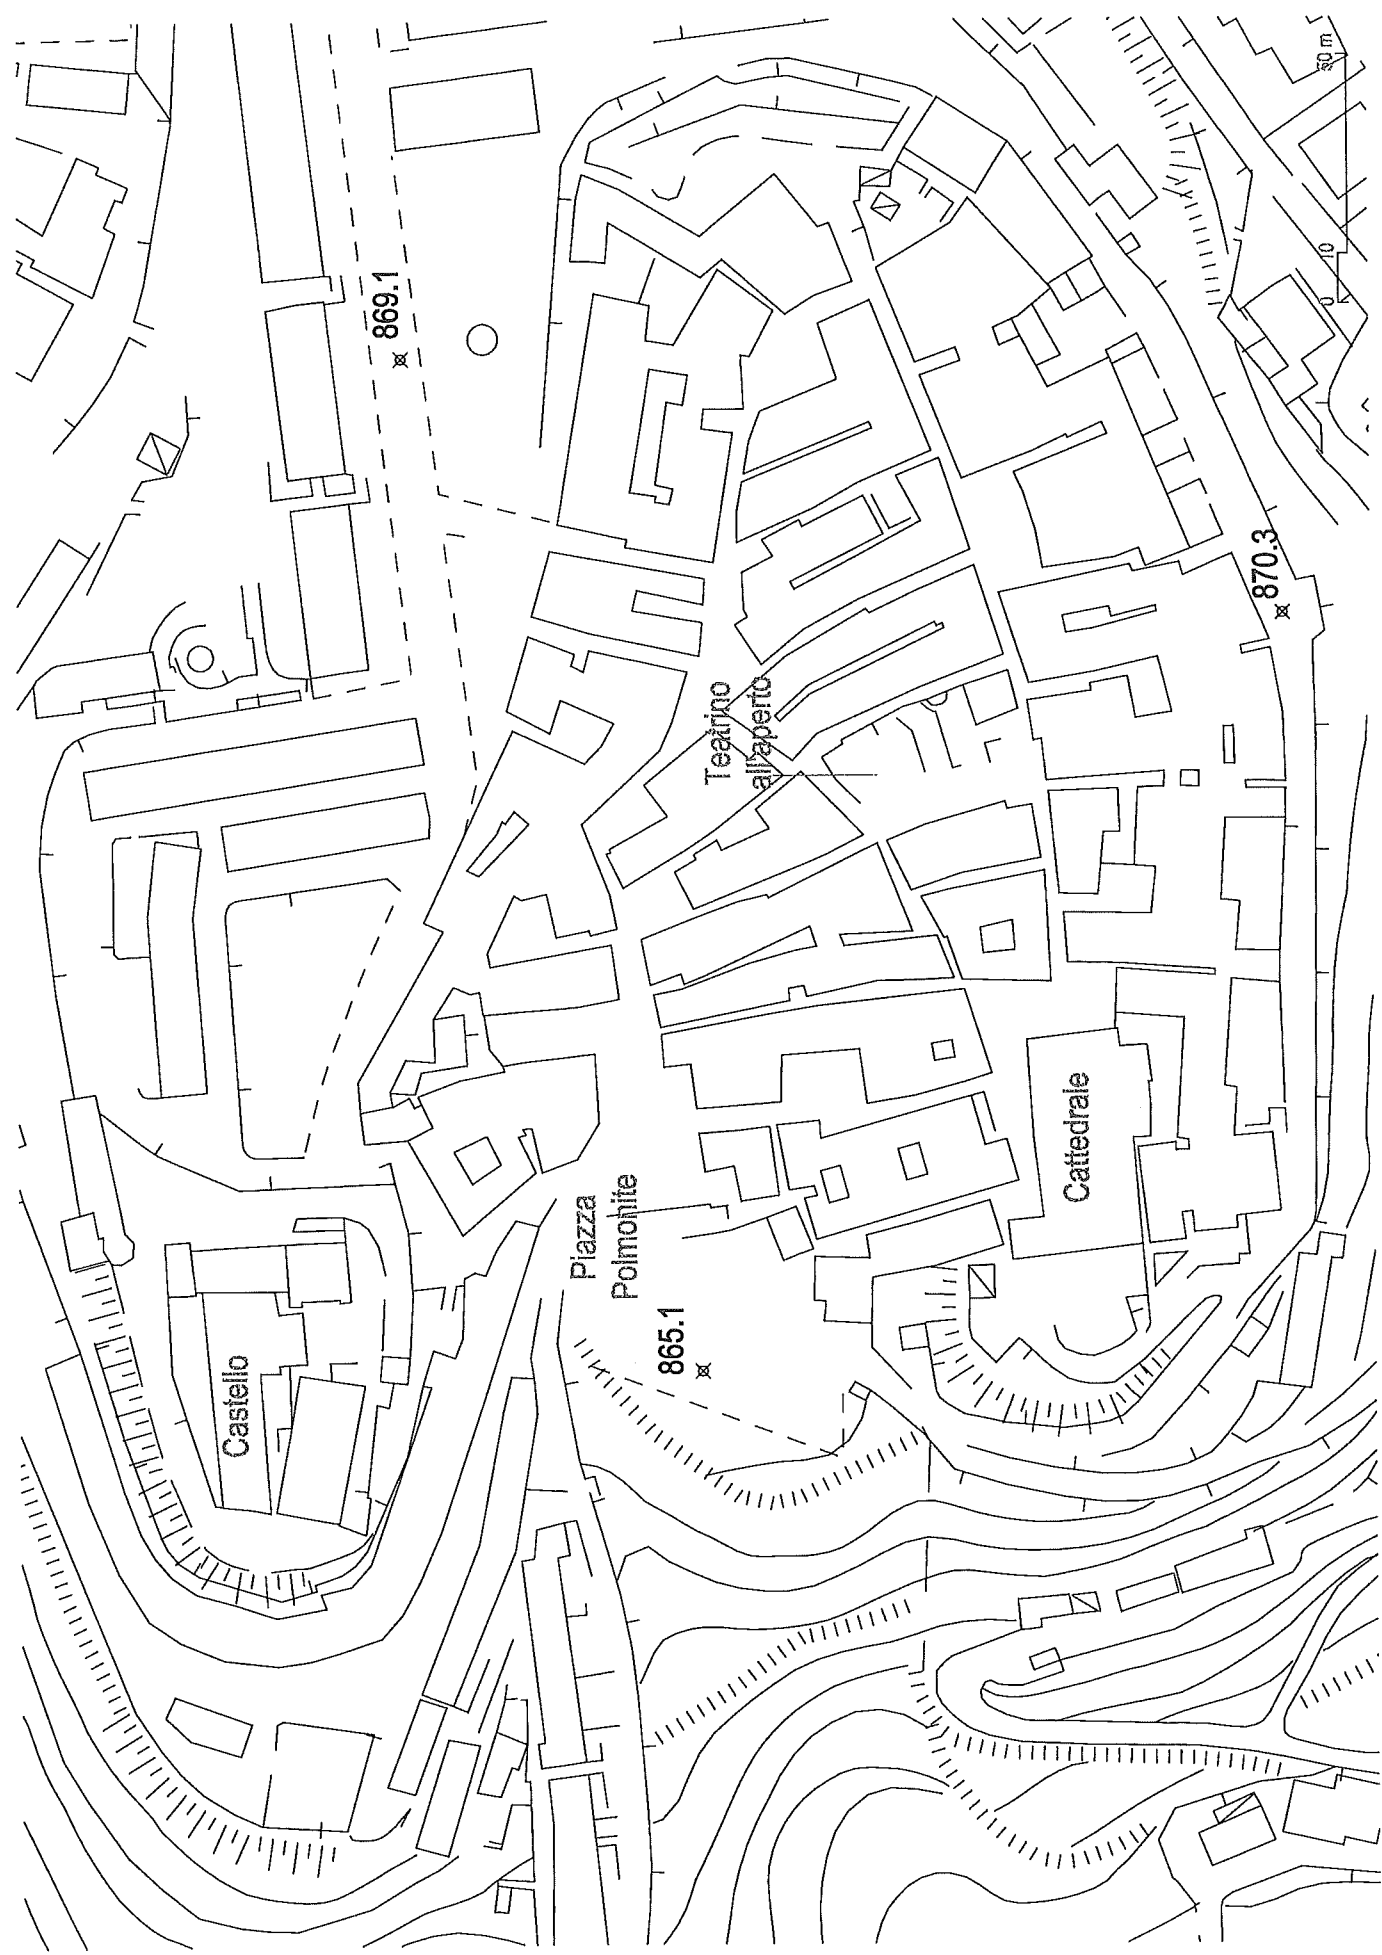 869.1
50 m
10
0
870.3
Teatrino
all'aperto
Piazza
Polmonite
865.1
Cattedrale
Castello